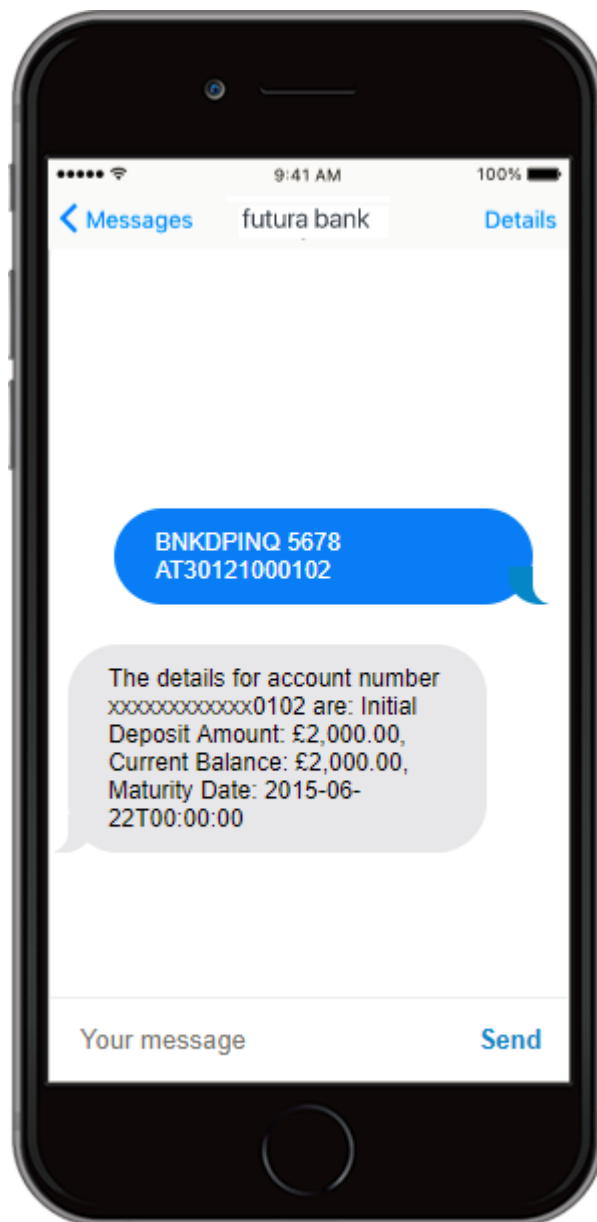 9:41 AM
100%
Messages
futura bank
Details
BNKDPINQ 5678
AT30121000102
The details for account number
xxxxxxxxxxxx0102 are: Initial
Deposit Amount: £2,000.00,
Current Balance: £2,000.00,
Maturity Date: 2015-06-
22T00:00:00
Your message
Send